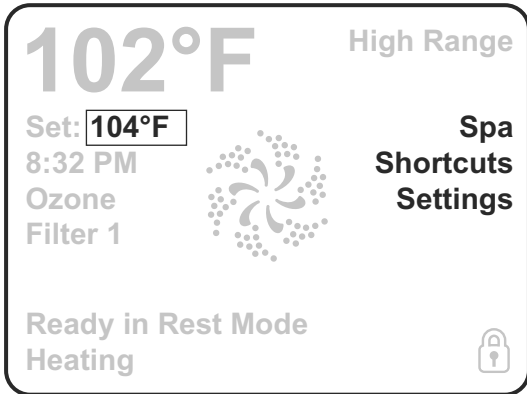 102°F
High Range
Set: 104°F
Spa
8:32 PM
Shortcuts
Ozone
Settings
Filter 1
Ready in Rest Mode
Heating